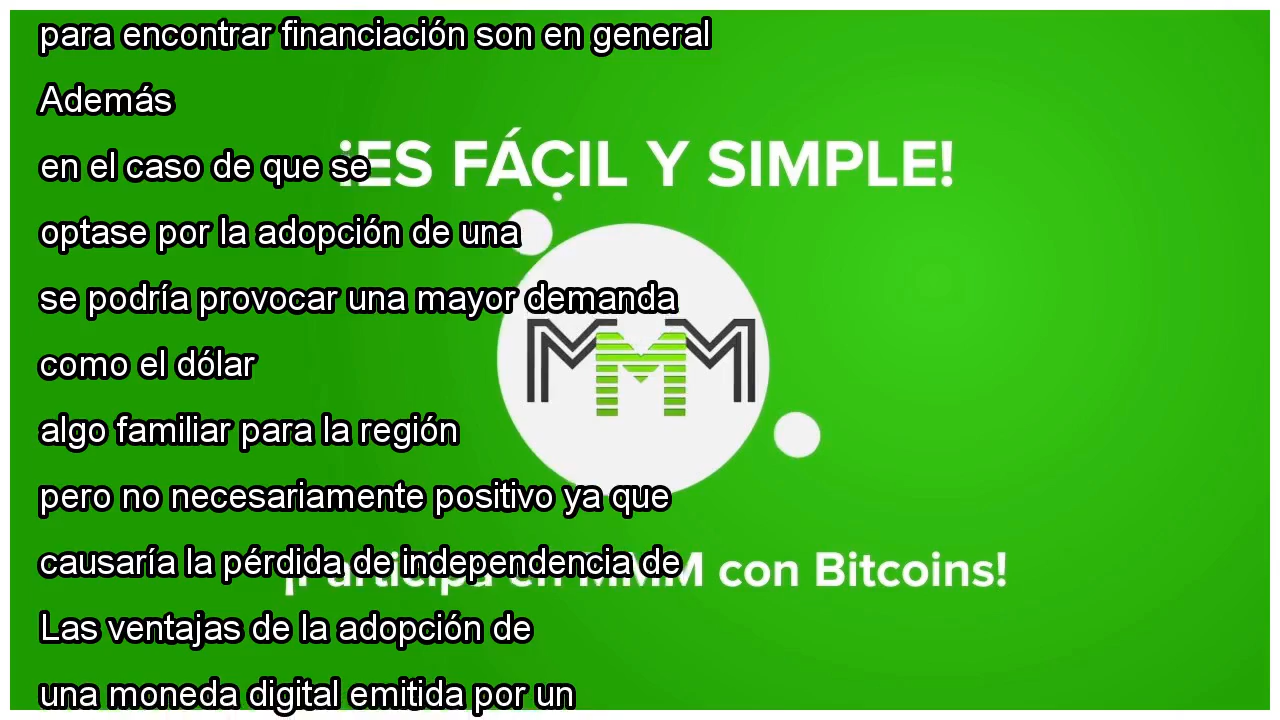 para encontrar financiación son en general
Además
¡ES FÁCIL Y SIMPLE!
en el caso de que se
optase por la adopción de una
se podría provocar una mayor demanda
MMM
como el dólar
algo familiar para la región
pero no necesariamente positivo ya que
causaría la pérdida de independencia de
¡Participa en MMM con Bitcoins!
Las ventajas de la adopción de
una moneda digital emitida por un